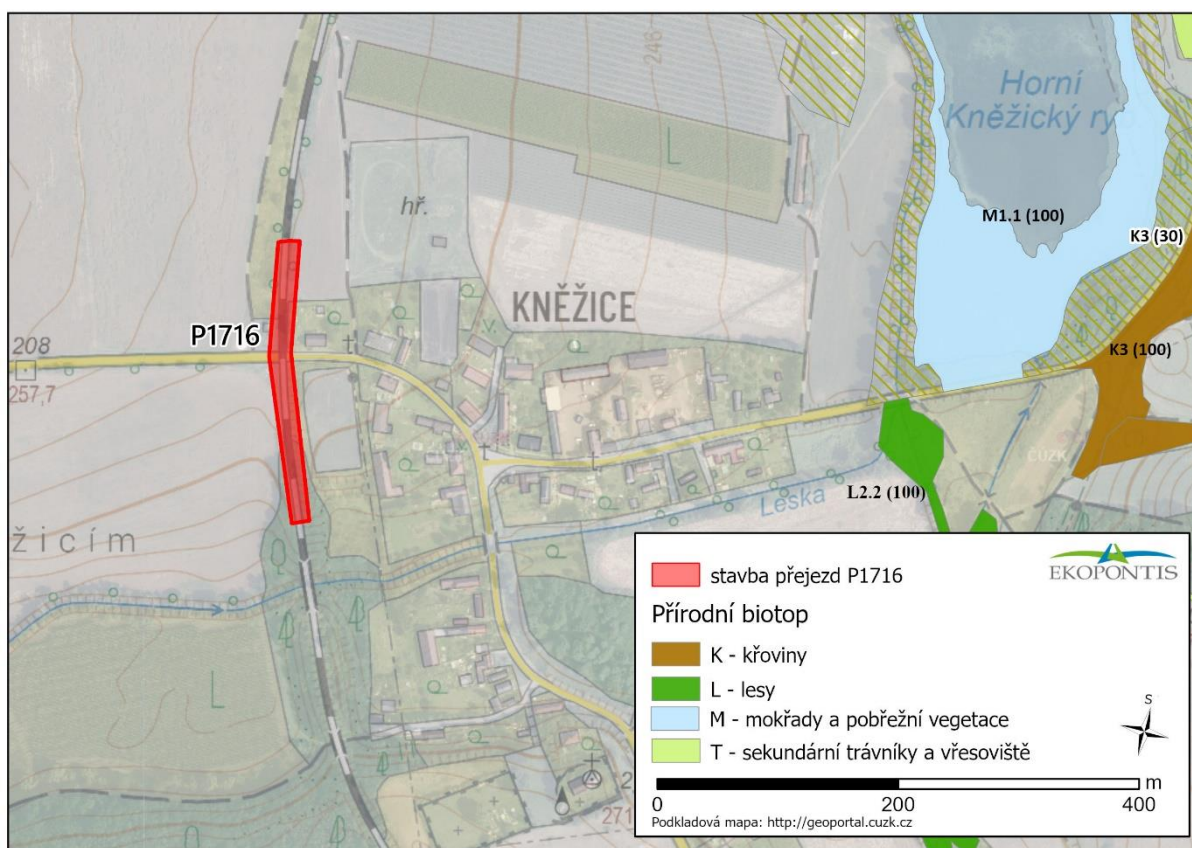 246
Horní
Kněžický ry
L
hř.
M1.1 (100)
K3 (30)
KNĚŽICE
P1716
208
K3 (100)
257,7
ČÚZK
L2.2 (100)
Leska
žicím
L
271
stavba přejezd P1716
EKOPONTIS
Přírodní biotop
K - křoviny
L - lesy
M - mokřady a pobřežní vegetace
T - sekundární trávníky a vřesoviště
S
m
0 200 400
Podkladová mapa: http://geoportal.cuzk.cz